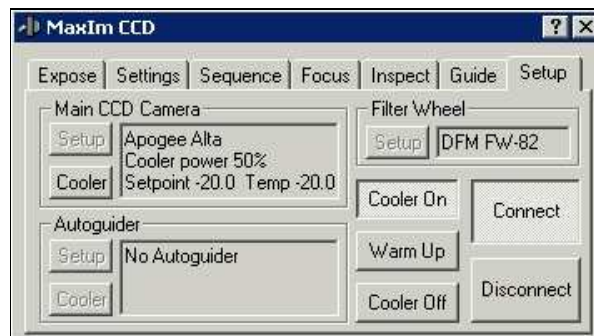 MaxIm CCD
Expose Settings Sequence Focus Inspect Guide Setup
Main CCD Camera
Setup
Apogee Alta
Cooler power 50%
Cooler
Setpoint -20.0 Temp -20.0
Filter Wheel
Setup
DFM FW-82
Autoguider
Setup
No Autoguider
Cooler
Cooler On
Warm Up
Cooler Off
Connect
Disconnect